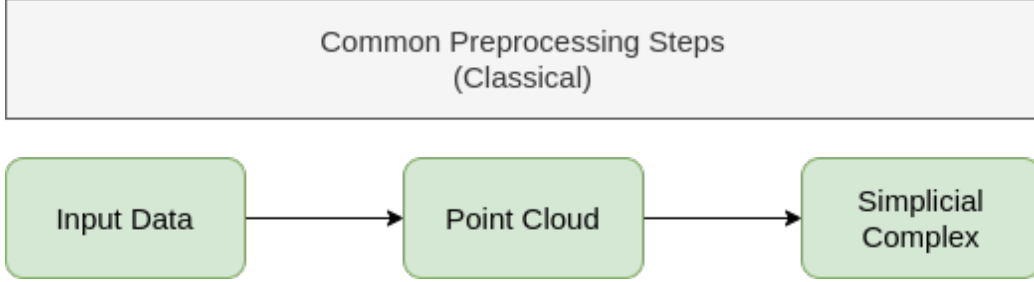 Common Preprocessing Steps
(Classical)
Input Data
Point Cloud
Simplicial
Complex